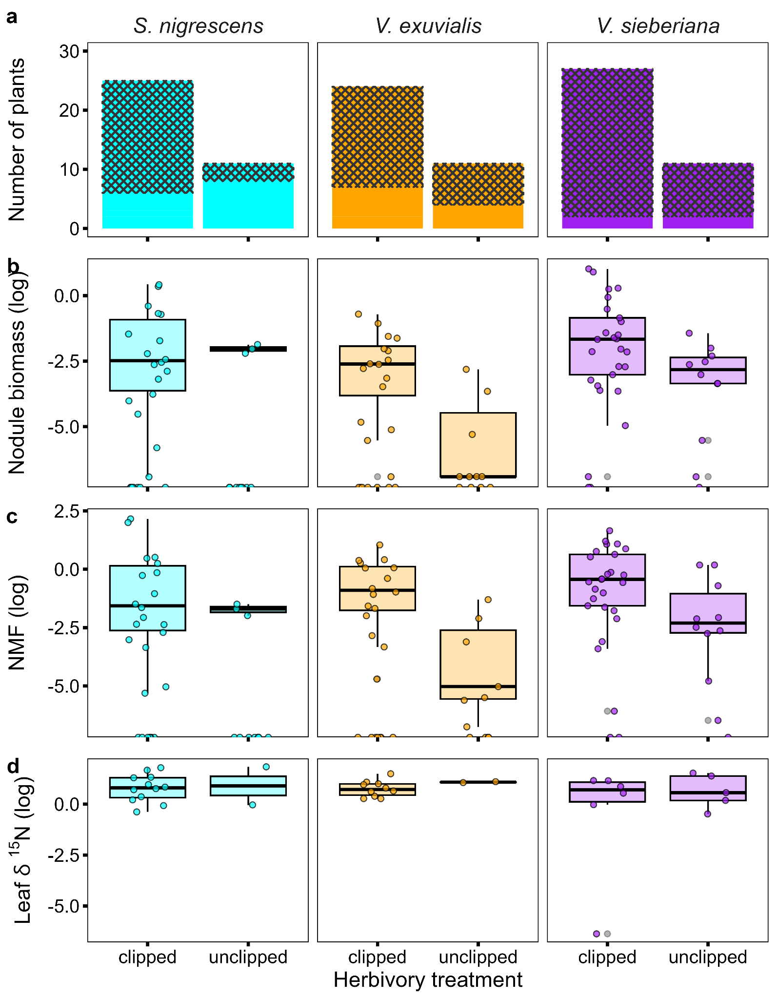 a
S. nigrescens
V. exuvialis
V. sieberiana
Number of plants
30
20
10
0
b
Nodule biomass (log)
0.0
-2.5
-5.0
c
NMF (log)
2.5
0.0
-2.5
-5.0
d
Leaf δ 15N (log)
0.0
-2.5
-5.0
clipped
unclipped
clipped
unclipped
clipped
unclipped
Herbivory treatment